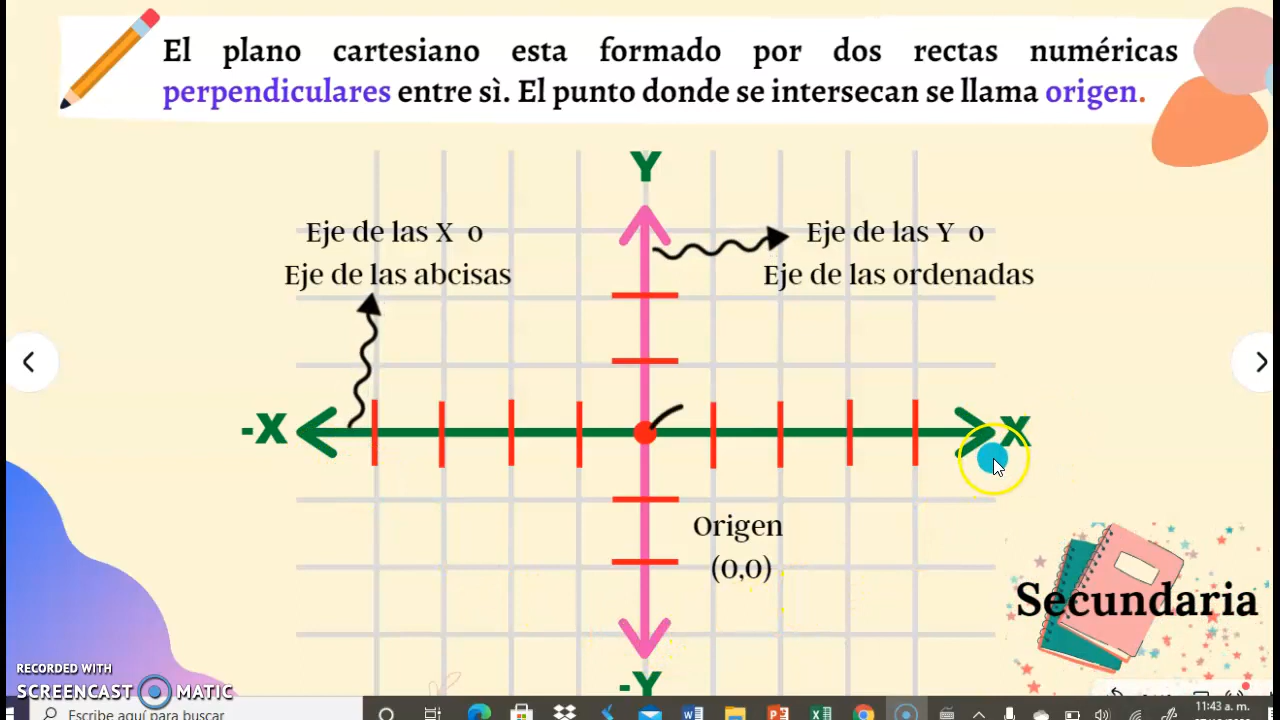 El plano cartesiano esta formado por dos rectas numéricas
perpendiculares entre sì. El punto donde se intersecan se llama origen.
Y
Eje de las X o
Eje de las abcisas
Eje de las Y o
Eje de las ordenadas
-X
X
Origen
(0,0)
Secundaria
-Y
RECORDED WITH
SCREENCAST MATIC
11:43 a. m.
Escribe aquí para buscar